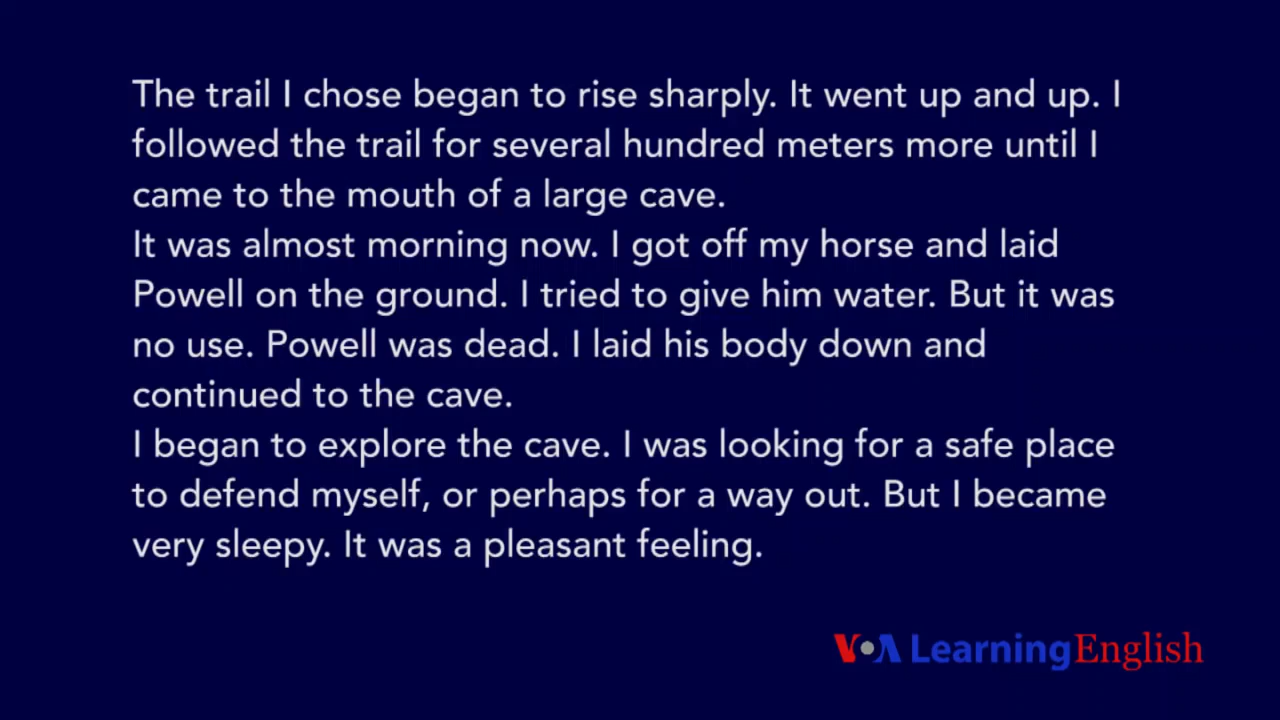 The trail I chose began to rise sharply. It went up and up. I
followed the trail for several hundred meters more until I
came to the mouth of a large cave.
It was almost morning now. I got off my horse and laid
Powell on the ground. I tried to give him water. But it was
no use. Powell was dead. I laid his body down and
continued to the cave.
I began to explore the cave. I was looking for a safe place
to defend myself, or perhaps for a way out. But I became
very sleepy. It was a pleasant feeling.
VOA Learning English